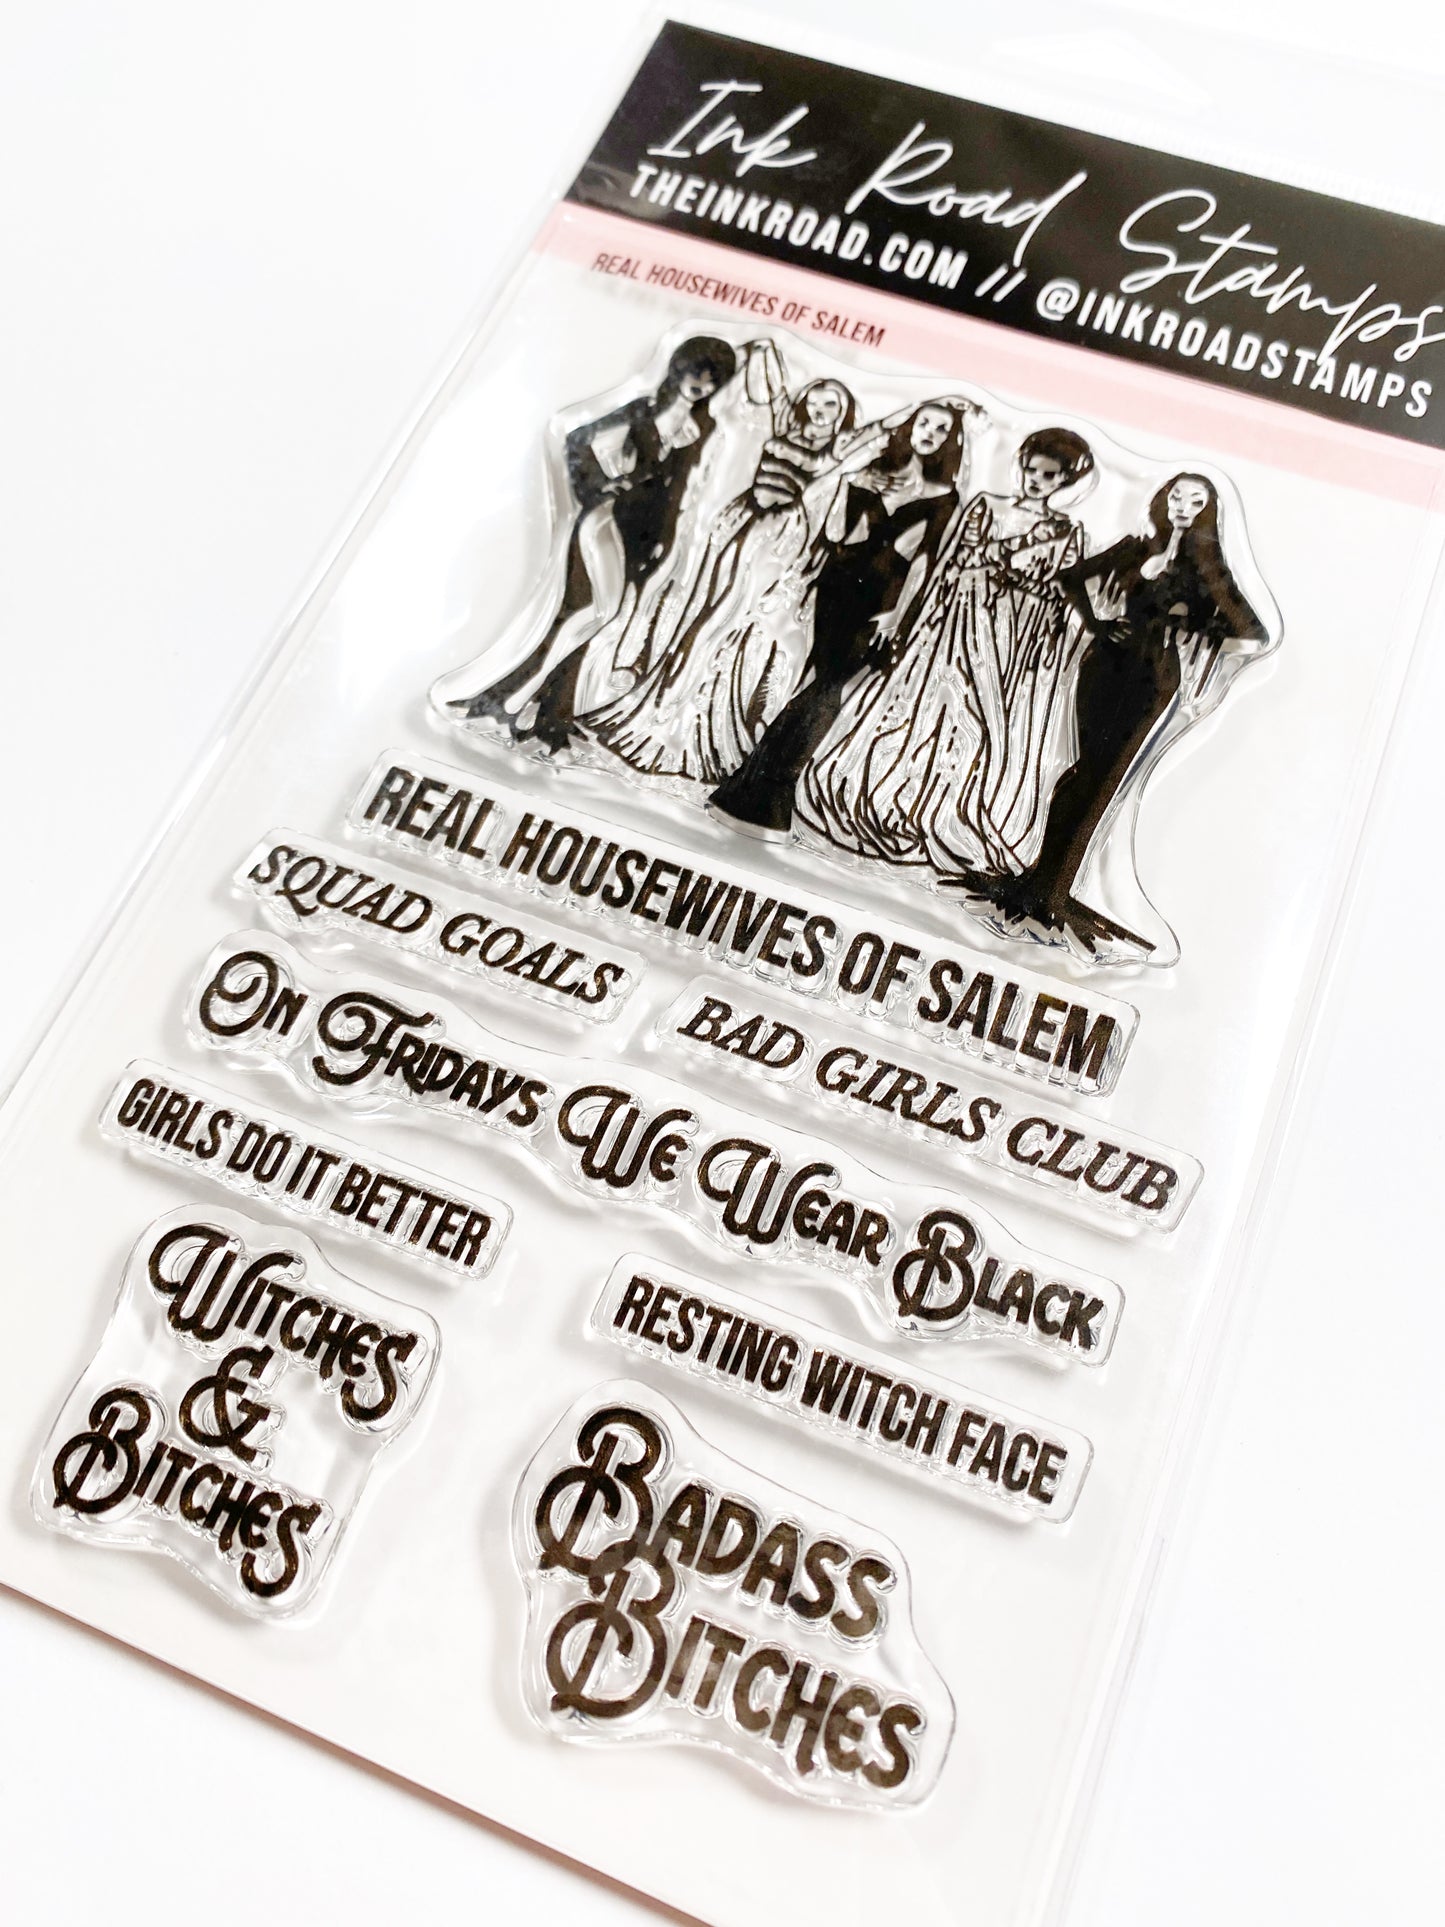 Ink Road Stamps
THEINKROAD.COM // @INKROADSTAMPS
REAL HOUSEWIVES OF SALEM
REAL HOUSEWIVES OF SALEM
SQUAD GOALS
BAD GIRLS CLUB
ON FRIDAYS WE WEAR BLACK
GIRLS DO IT BETTER
RESTING WITCH FACE
WITCHES
&
BITCHES
BADASS
BITCHES